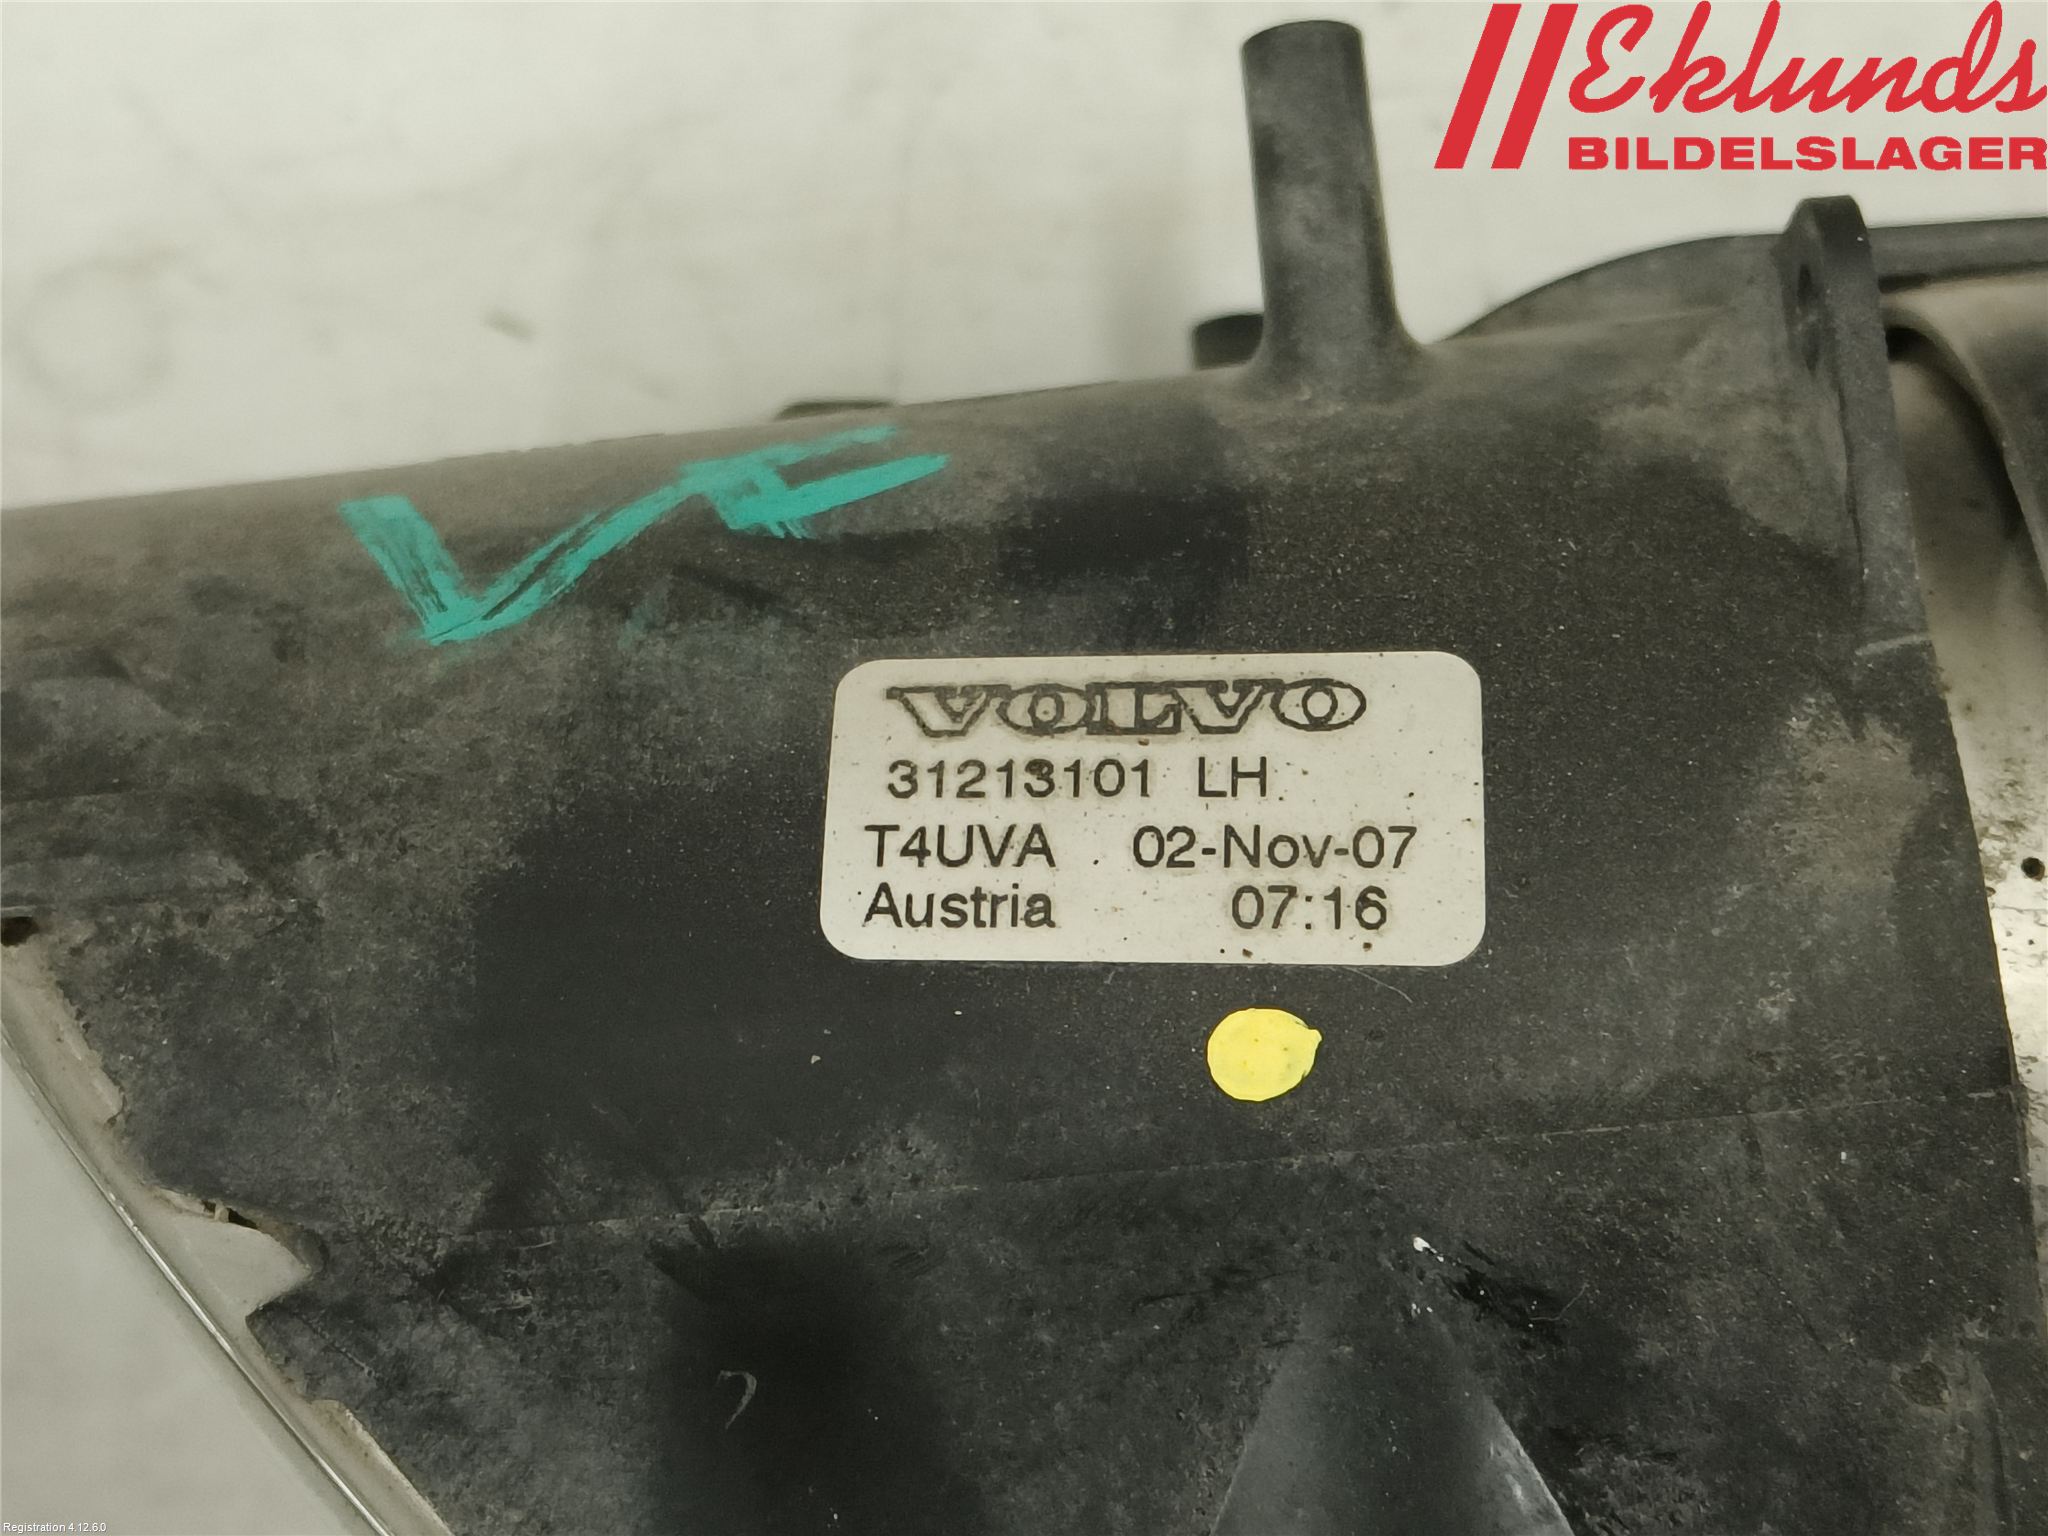 Eklunds
BILDELSLAGER
VF
VOLVO
31213101 LH
T4UVA 02-Nov-07
Austria 07:16
Registration 4.12.6.0